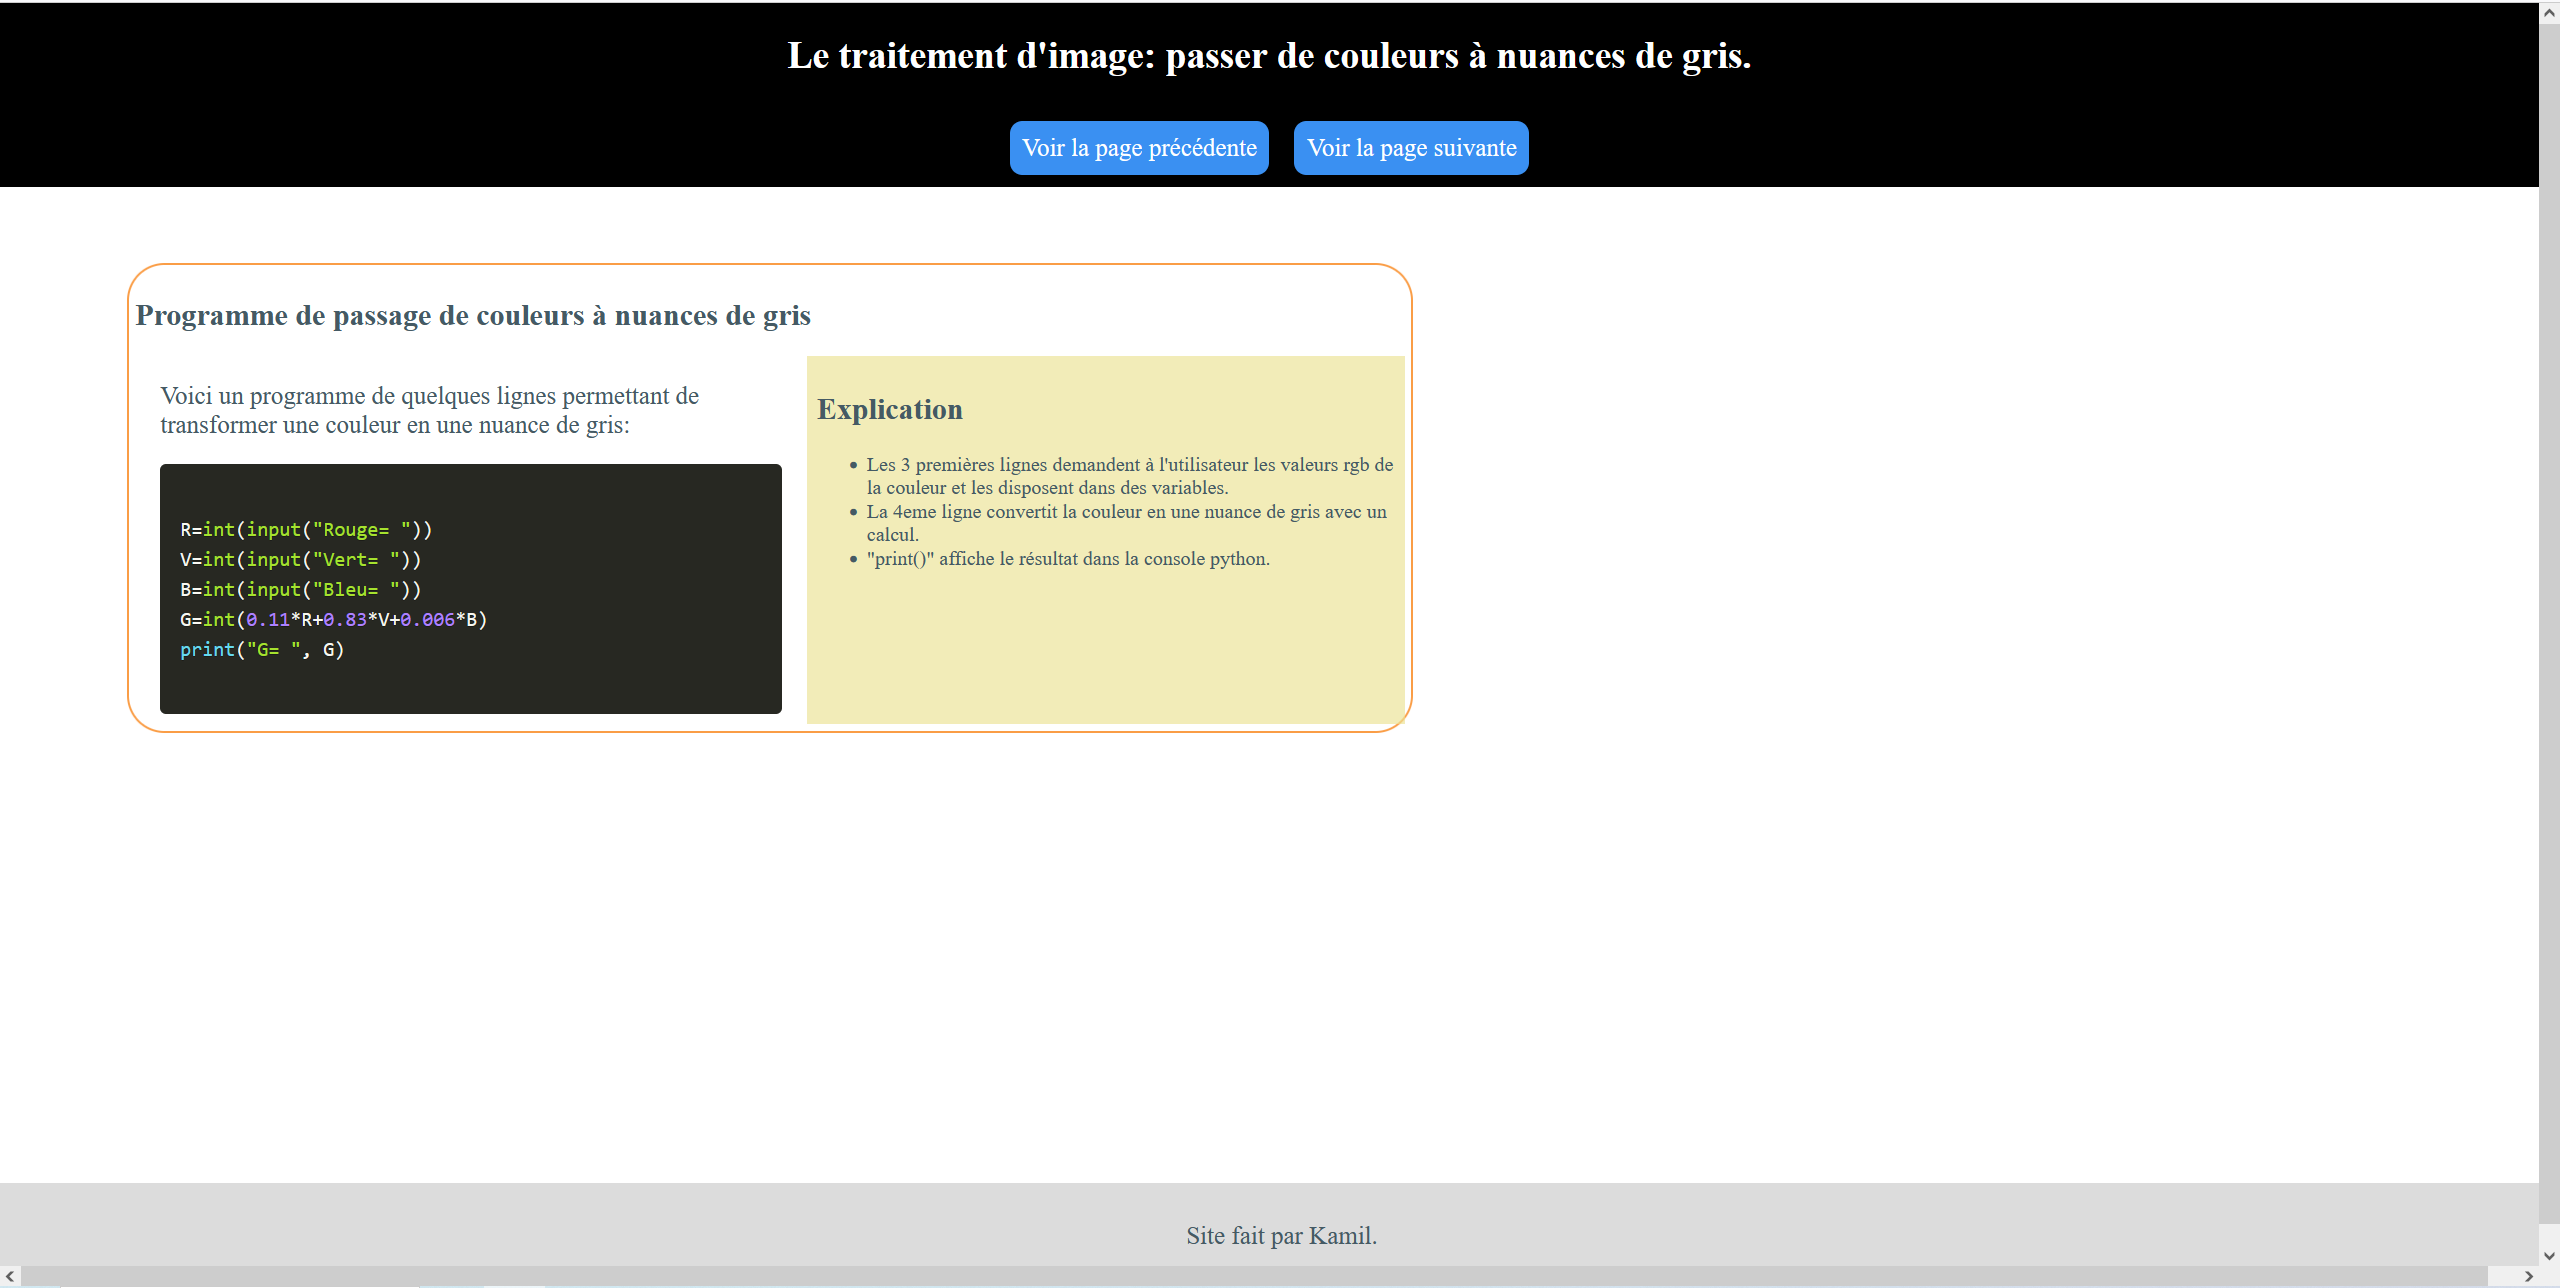 Le traitement d'image: passer de couleurs à nuances de gris.
Voir la page précédente
Voir la page suivante
Programme de passage de couleurs à nuances de gris
Voici un programme de quelques lignes permettant de
transformer une couleur en une nuance de gris:
R=int(input("Rouge= "))
V=int(input("Vert= "))
B=int(input("Bleu= "))
G=int(0.11*R+0.83*V+0.006*B)
print("G= ", G)
Explication
• Les 3 premières lignes demandent à l'utilisateur les valeurs rgb de
la couleur et les disposent dans des variables.
• La 4eme ligne convertit la couleur en une nuance de gris avec un
calcul.
• "print()" affiche le résultat dans la console python.
Site fait par Kamil.